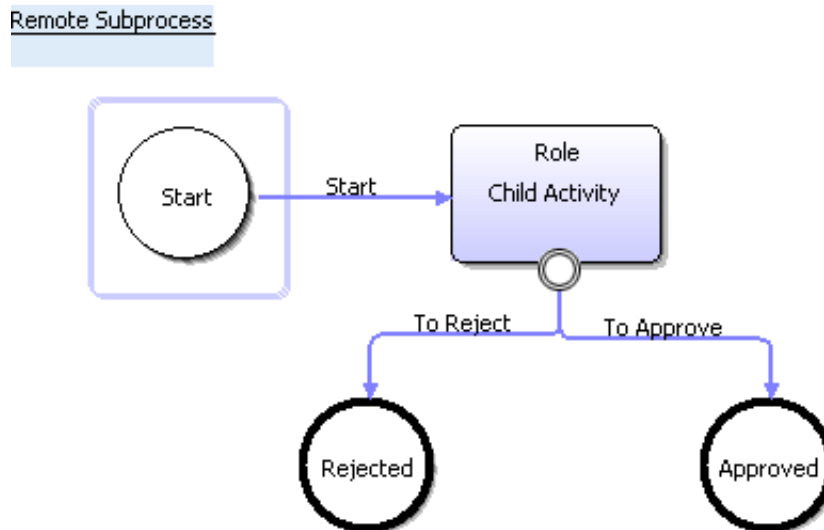 Remote Subprocess
Start
Start
Role
Child Activity
To Reject
To Approve
Rejected
Approved